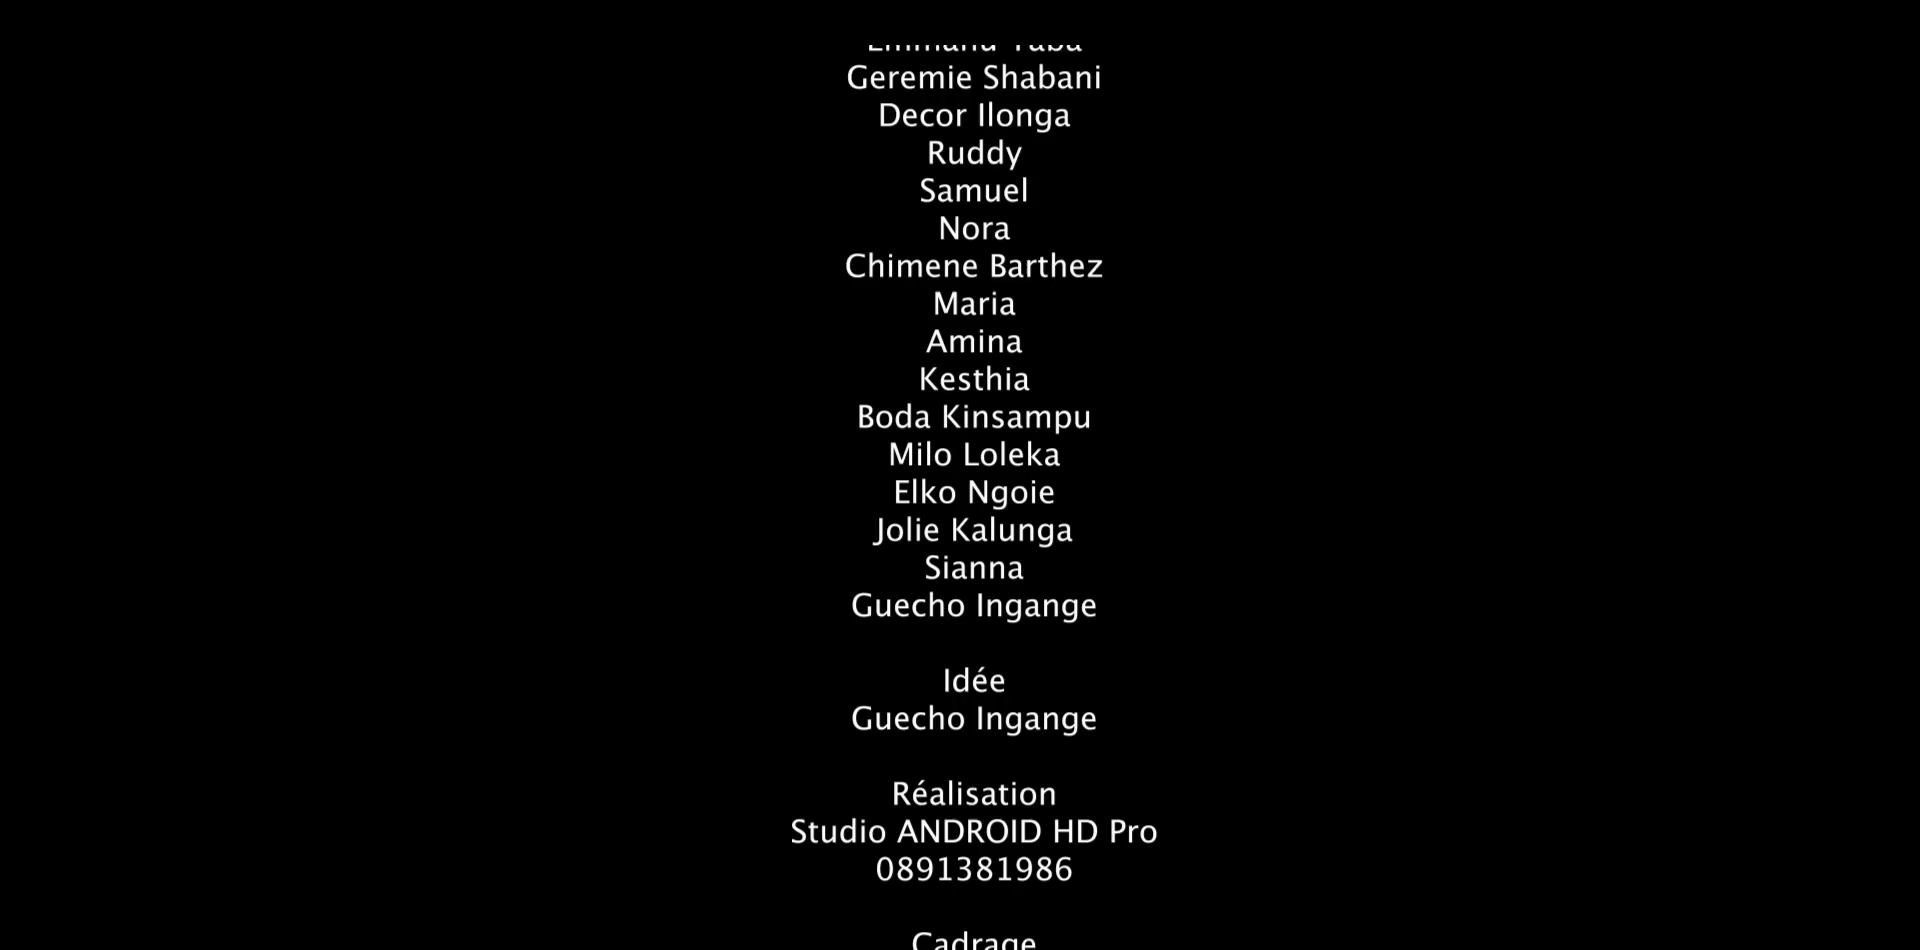 Geremie Shabani
Decor Ilonga
Ruddy
Samuel
Nora
Chimene Barthez
Maria
Amina
Kesthia
Boda Kinsampu
Milo Loleka
Elko Ngoie
Jolie Kalunga
Sianna
Guecho Ingange
Idée
Guecho Ingange
Réalisation
Studio ANDROID HD Pro
0891381986
Cadrage